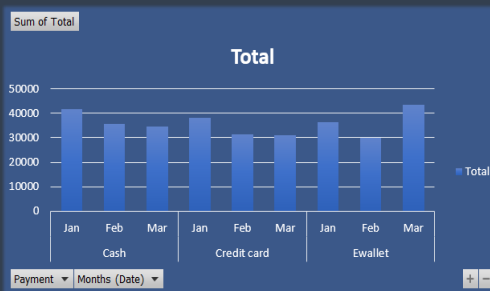 Sum of Total
Total
50000
40000
30000
20000
10000
0
Total
Jan Feb Mar Jan Feb Mar Jan Feb Mar
Cash Credit card Ewallet
Payment Months (Date)
+ −